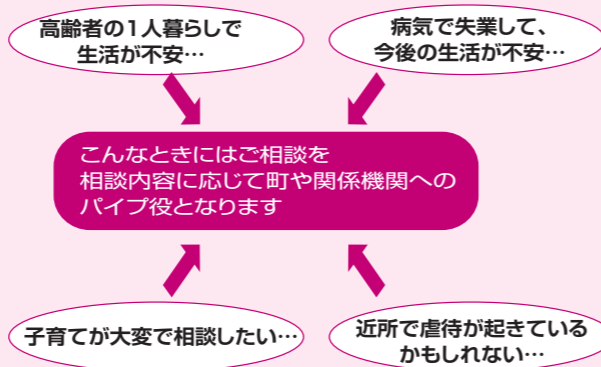 高齢者の1人暮らしで
生活が不安…
病気で失業して、
今後の生活が不安…
こんなときにはご相談を
相談内容に応じて町や関係機関への
パイプ役となります
子育てが大変で相談したい…
近所で虐待が起きている
かもしれない…